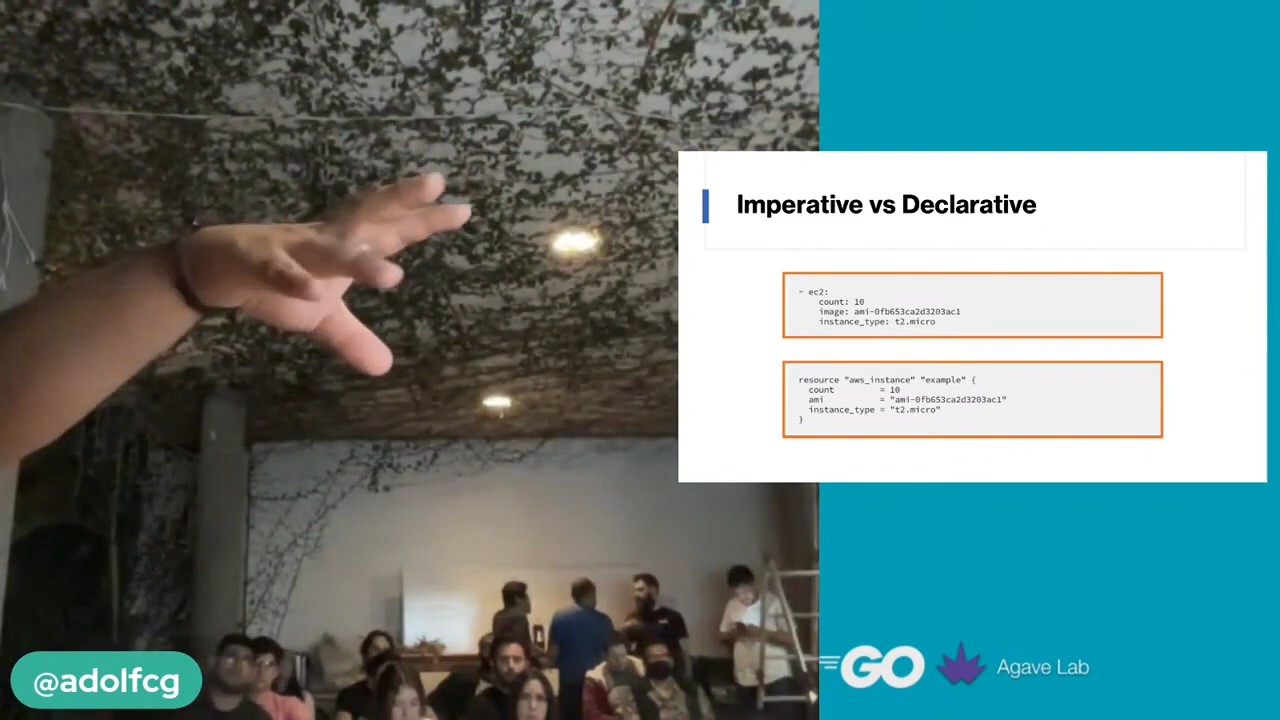 Imperative vs Declarative
- ec2:
count: 10
image: ami-0fb653ca2d3203ac1
instance_type: t2.micro
resource "aws_instance" "example" {
count = 10
ami = "ami-0fb653ca2d3203ac1"
instance_type = "t2.micro"
}
@adolfcg
GO
Agave Lab